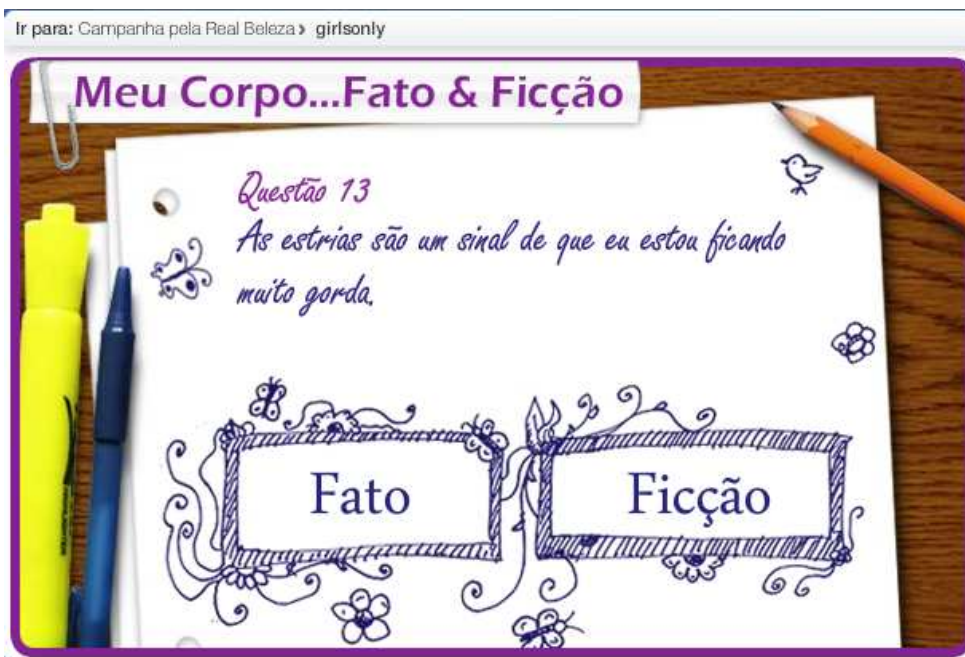 Ir para: Campanha pela Real Beleza › girlsonly
Meu Corpo...Fato & Ficção
Questão 13
As estrias são um sinal de que eu estou ficando
muito gorda.
Fato
Ficção